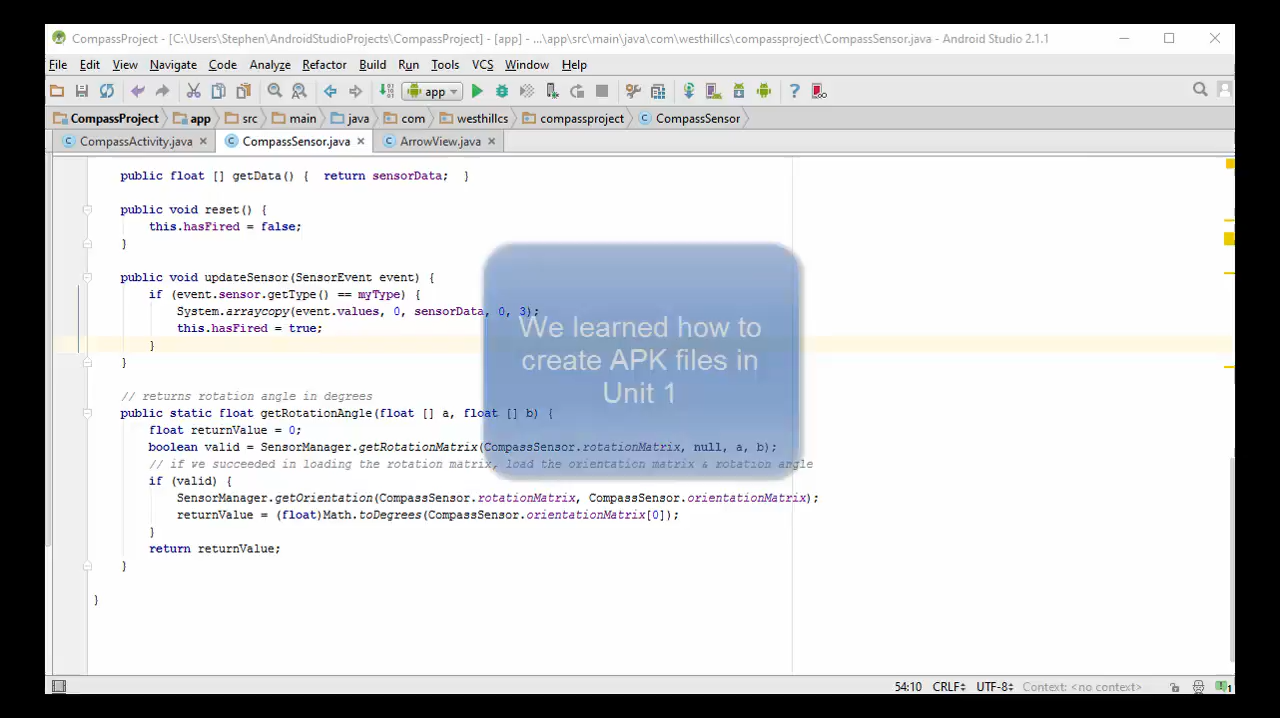 CompassProject - [C:\Users\Stephen\AndroidStudioProjects\CompassProject] - [app] - ...\app\src\main\java\com\westhillcs\compassproject\CompassSensor.java - Android Studio 2.1.1
File Edit View Navigate Code Analyze Refactor Build Run Tools VCS Window Help
app
CompassProject app src main java com westhillcs compassproject CompassSensor
CompassActivity.java CompassSensor.java ArrowView.java
public float [] getData() { return sensorData; }
public void reset() {
this.hasFired = false;
}
public void updateSensor(SensorEvent event) {
if (event.sensor.getType() == myType) {
System.arraycopy(event.values, 0, sensorData, 0, 3);
this.hasFired = true;
}
}
// returns rotation angle in degrees
public static float getRotationAngle(float [] a, float [] b) {
float returnValue = 0;
boolean valid = SensorManager.getRotationMatrix(CompassSensor.rotationMatrix, null, a, b);
// if we succeeded in loading the rotation matrix, load the orientation matrix & rotation angle
if (valid) {
SensorManager.getOrientation(CompassSensor.rotationMatrix, CompassSensor.orientationMatrix);
returnValue = (float)Math.toDegrees(CompassSensor.orientationMatrix[0]);
}
return returnValue;
}
}
We learned how to
create APK files in
Unit 1
54:10 CRLF UTF-8 Context: <no context> 1